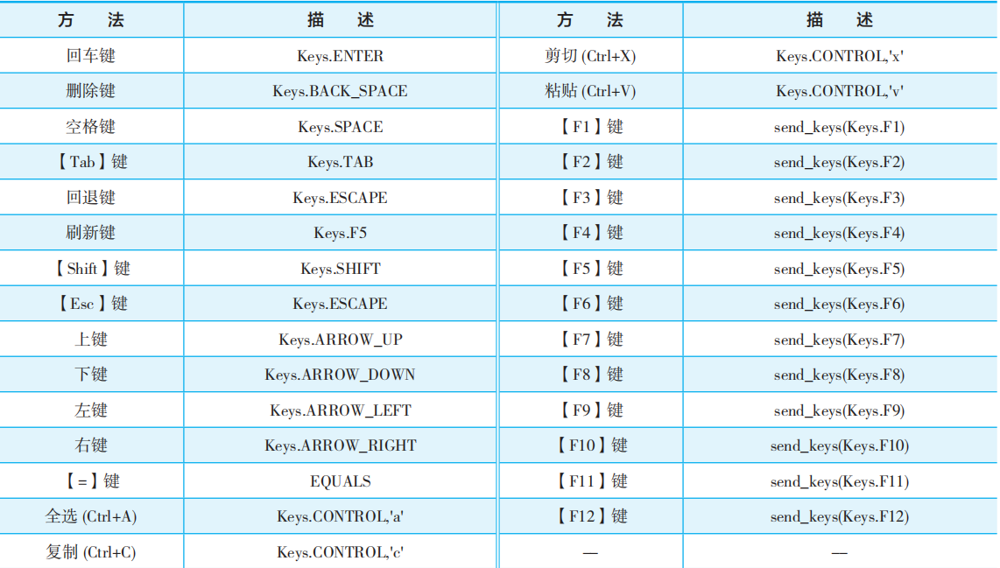 方 法 描 述 方 法 描 述
回车键 Keys.ENTER 剪切 (Ctrl+X) Keys.CONTROL,'x'
删除键 Keys.BACK_SPACE 粘贴 (Ctrl+V) Keys.CONTROL,'v'
空格键 Keys.SPACE 【F1】键 send_keys(Keys.F1)
【Tab】键 Keys.TAB 【F2】键 send_keys(Keys.F2)
回退键 Keys.ESCAPE 【F3】键 send_keys(Keys.F3)
刷新键 Keys.F5 【F4】键 send_keys(Keys.F4)
【Shift】键 Keys.SHIFT 【F5】键 send_keys(Keys.F5)
【Esc】键 Keys.ESCAPE 【F6】键 send_keys(Keys.F6)
上键 Keys.ARROW_UP 【F7】键 send_keys(Keys.F7)
下键 Keys.ARROW_DOWN 【F8】键 send_keys(Keys.F8)
左键 Keys.ARROW_LEFT 【F9】键 send_keys(Keys.F9)
右键 Keys.ARROW_RIGHT 【F10】键 send_keys(Keys.F10)
【=】键 EQUALS 【F11】键 send_keys(Keys.F11)
全选 (Ctrl+A) Keys.CONTROL,'a' 【F12】键 send_keys(Keys.F12)
复制 (Ctrl+C) Keys.CONTROL,'c' — —